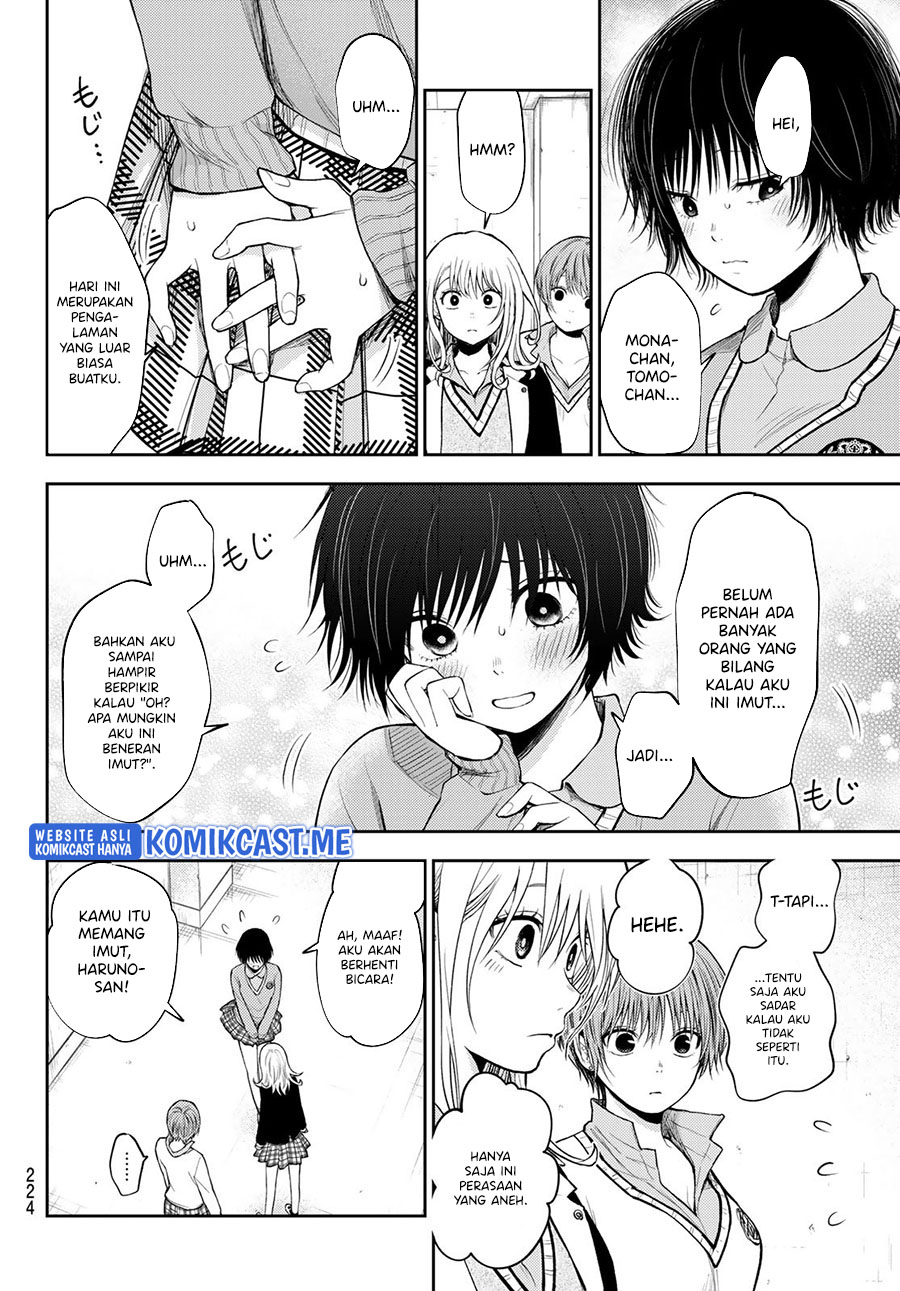 HEI,
MONA-
CHAN,
TOMO-
CHAN...
HMM?
UHM...
もじ...
HARI INI
MERUPAKAN
PENGA-
LAMAN
YANG LUAR
BIASA
BUATKU.
BELUM
PERNAH ADA
BANYAK
ORANG YANG
BILANG
KALAU AKU
INI IMUT...
JADI...
もじ
もじ
UHM...
BAHKAN AKU
SAMPAI
HAMPIR
BERPIKIR
KALAU "OH?
APA MUNGKIN
AKU INI
BENERAN
IMUT?".
WEBSITE ASLI
KOMIKCAST HANYA
KOMIKCAST.ME
T-TAPI...
...TENTU
SAJA AKU
SADAR
KALAU AKU
TIDAK
SEPERTI
ITU.
HEHE.
HANYA
SAJA INI
PERASAAN
YANG ANEH.
AH, MAAF!
AKU AKAN
BERHENTI
BICARA!
KAMU ITU
MEMANG
IMUT,
HARUNO-
SAN!
......
224